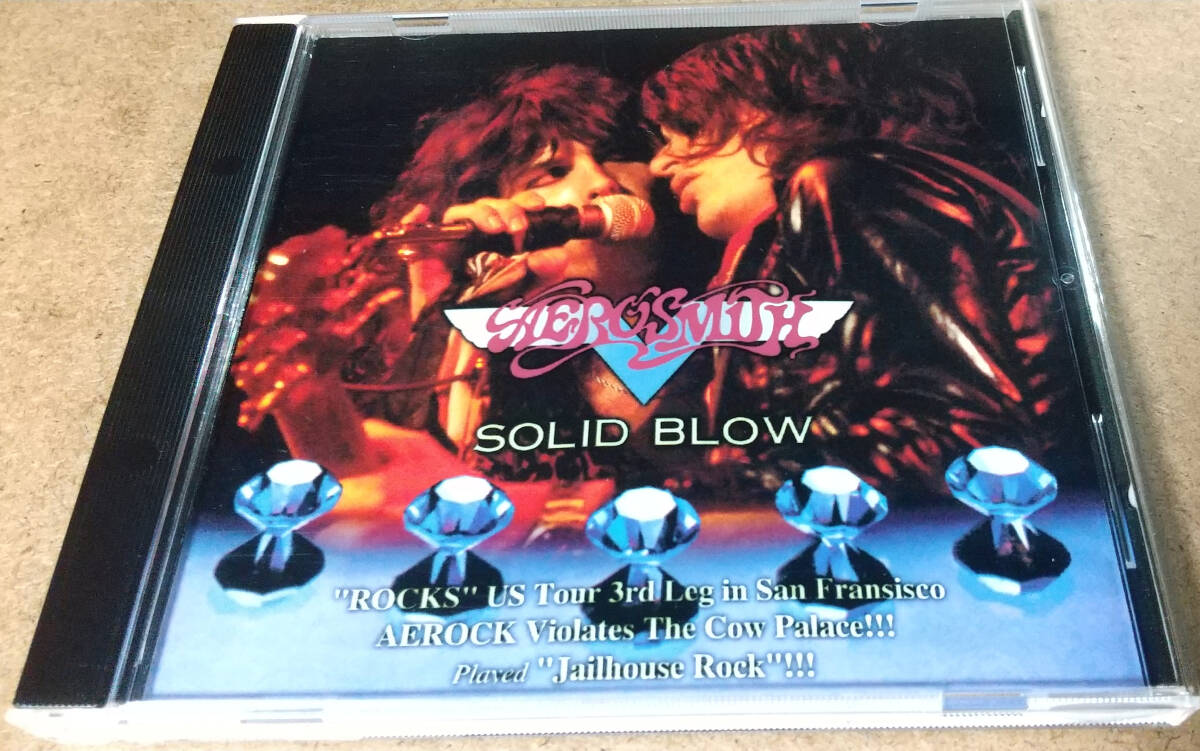 AEROSMITH
SOLID BLOW
"ROCKS" US Tour 3rd Leg in San Fransisco
AEROCK Violates The Cow Palace!!!
Played "Jailhouse Rock"!!!